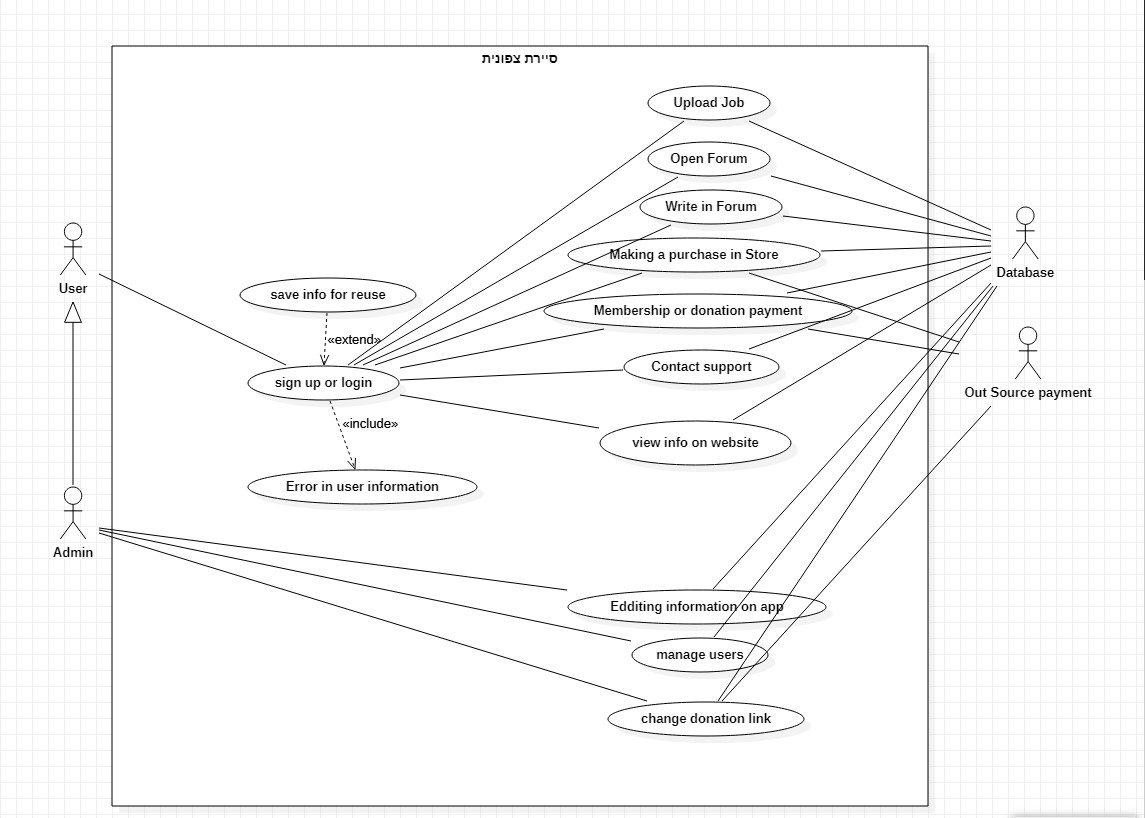 סיירת צפונית
Upload Job
Open Forum
Write in Forum
Making a purchase in Store
Membership or donation payment
Contact support
view info on website
save info for reuse
«extend»
sign up or login
«include»
Error in user information
Edditing information on app
manage users
change donation link
User
Admin
Database
Out Source payment